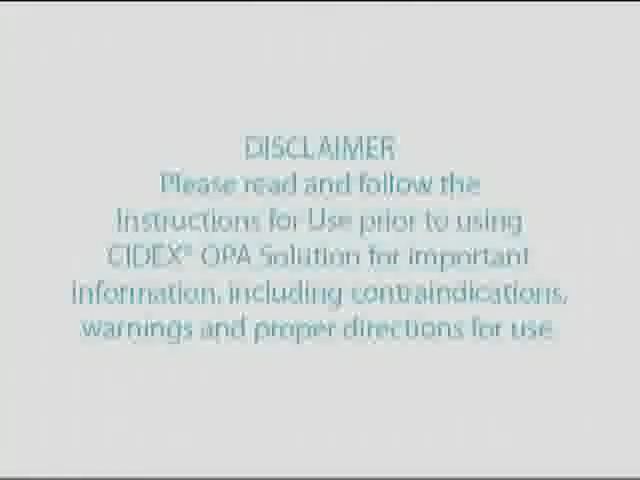 DISCLAIMER
Please read and follow the
Instructions for Use prior to using
CIDEX® OPA Solution for important
information, including contraindications,
warnings and proper directions for use